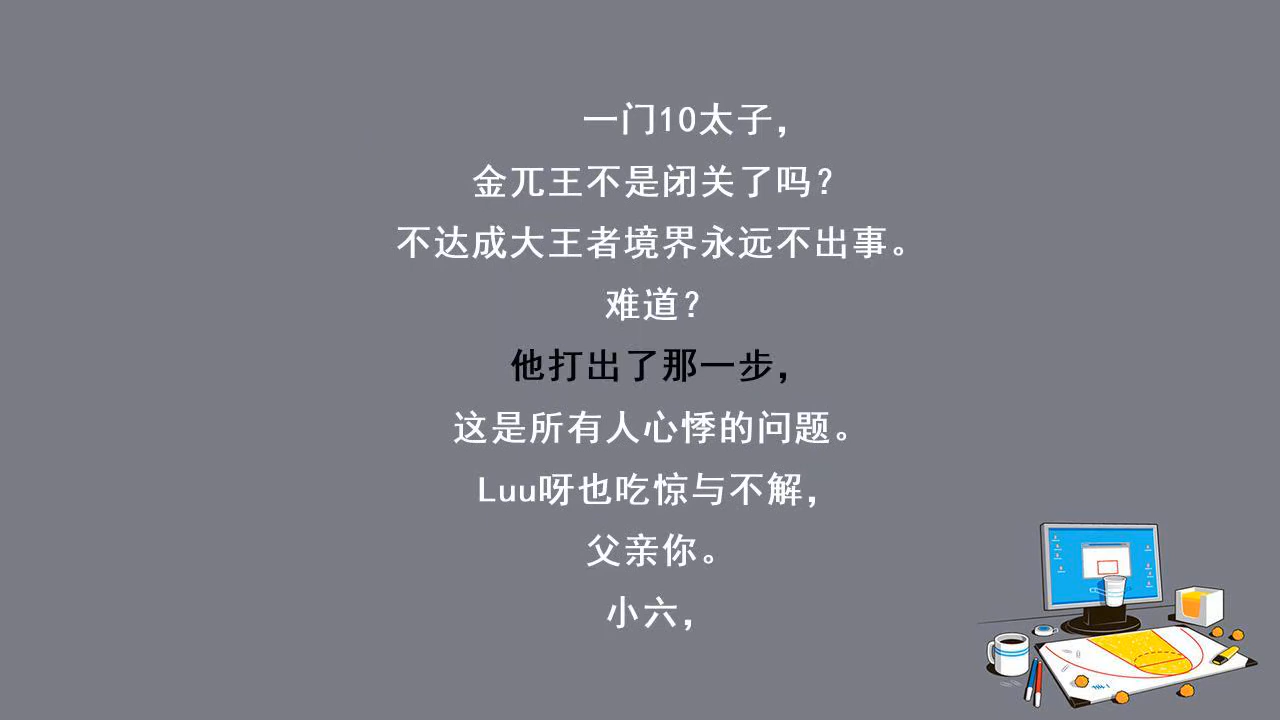 一门10太子，
金兀王不是闭关了吗？
不达成大王者境界永远不出事。
难道？
他打出了那一步，
这是所有人心悸的问题。
Luu呀也吃惊与不解，
父亲你。
小六，